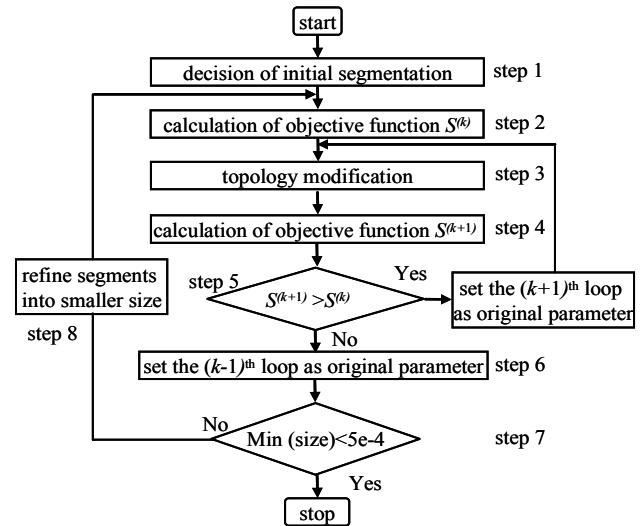 start
decision of initial segmentation
step 1
calculation of objective function S(k)
step 2
topology modification
step 3
calculation of objective function S(k+1)
step 4
step 5
S(k+1) >S(k)
Yes
set the (k+1)th loop
as original parameter
refine segments
into smaller size
step 8
No
set the (k-1)th loop as original parameter
step 6
No
Min (size)<5e-4
step 7
Yes
stop